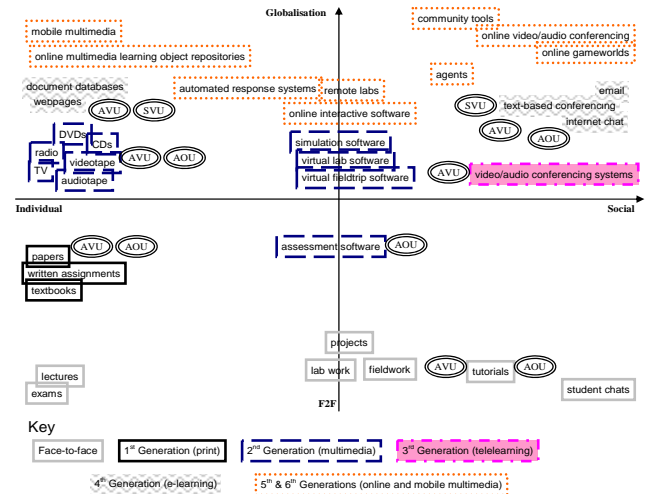 Globalisation
community tools
mobile multimedia
online video/audio conferencing
online multimedia learning object repositories
online gameworlds
agents
document databases
automated response systems
remote labs
email
webpages
AVU
SVU
online interactive software
SVU
text-based conferencing
internet chat
DVDs
CDs
AVU
AOU
simulation software
radio
videotape
AVU
AOU
virtual lab software
TV
audiotape
virtual fieldtrip software
AVU
video/audio conferencing systems
Individual
Social
papers
AVU
AOU
assessment software
AOU
written assignments
textbooks
projects
lectures
lab work
fieldwork
AVU
tutorials
AOU
exams
student chats
F2F
Key
Face-to-face
1st Generation (print)
2nd Generation (multimedia)
3rd Generation (telelearning)
4th Generation (e-learning)
5th & 6th Generations (online and mobile multimedia)